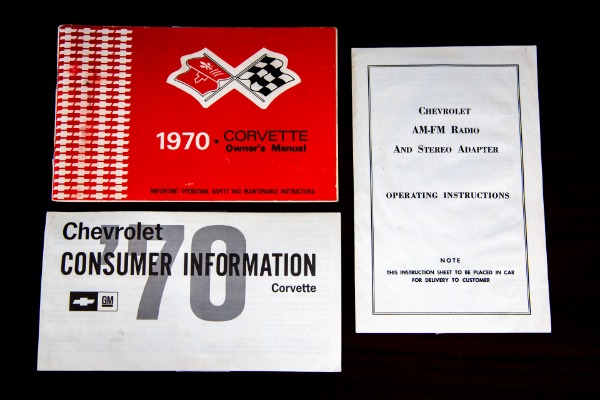 1970 • CORVETTE
Owner's Manual
IMPORTANT OPERATING, SAFETY AND MAINTENANCE INSTRUCTIONS
Chevrolet
'70
CONSUMER INFORMATION
Corvette
GM
CHEVROLET
AM-FM RADIO
AND STEREO ADAPTER
OPERATING INSTRUCTIONS
NOTE
THIS INSTRUCTION SHEET TO BE PLACED IN CAR
FOR DELIVERY TO CUSTOMER